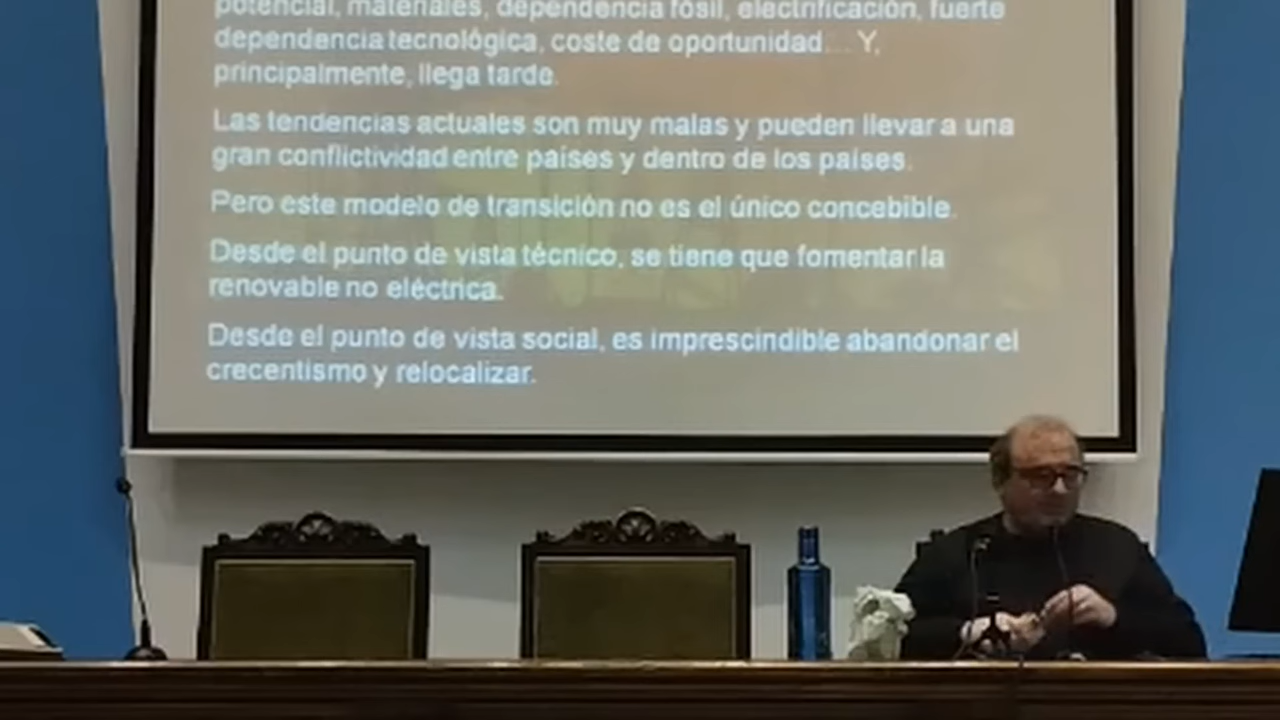 potencial, materiales, dependencia fósil, electrificación, fuerte
dependencia tecnológica, coste de oportunidad... Y,
principalmente, llega tarde.
Las tendencias actuales son muy malas y pueden llevar a una
gran conflictividad entre países y dentro de los países.
Pero este modelo de transición no es el único concebible.
Desde el punto de vista técnico, se tiene que fomentar la
renovable no eléctrica.
Desde el punto de vista social, es imprescindible abandonar el
crecentismo y relocalizar.